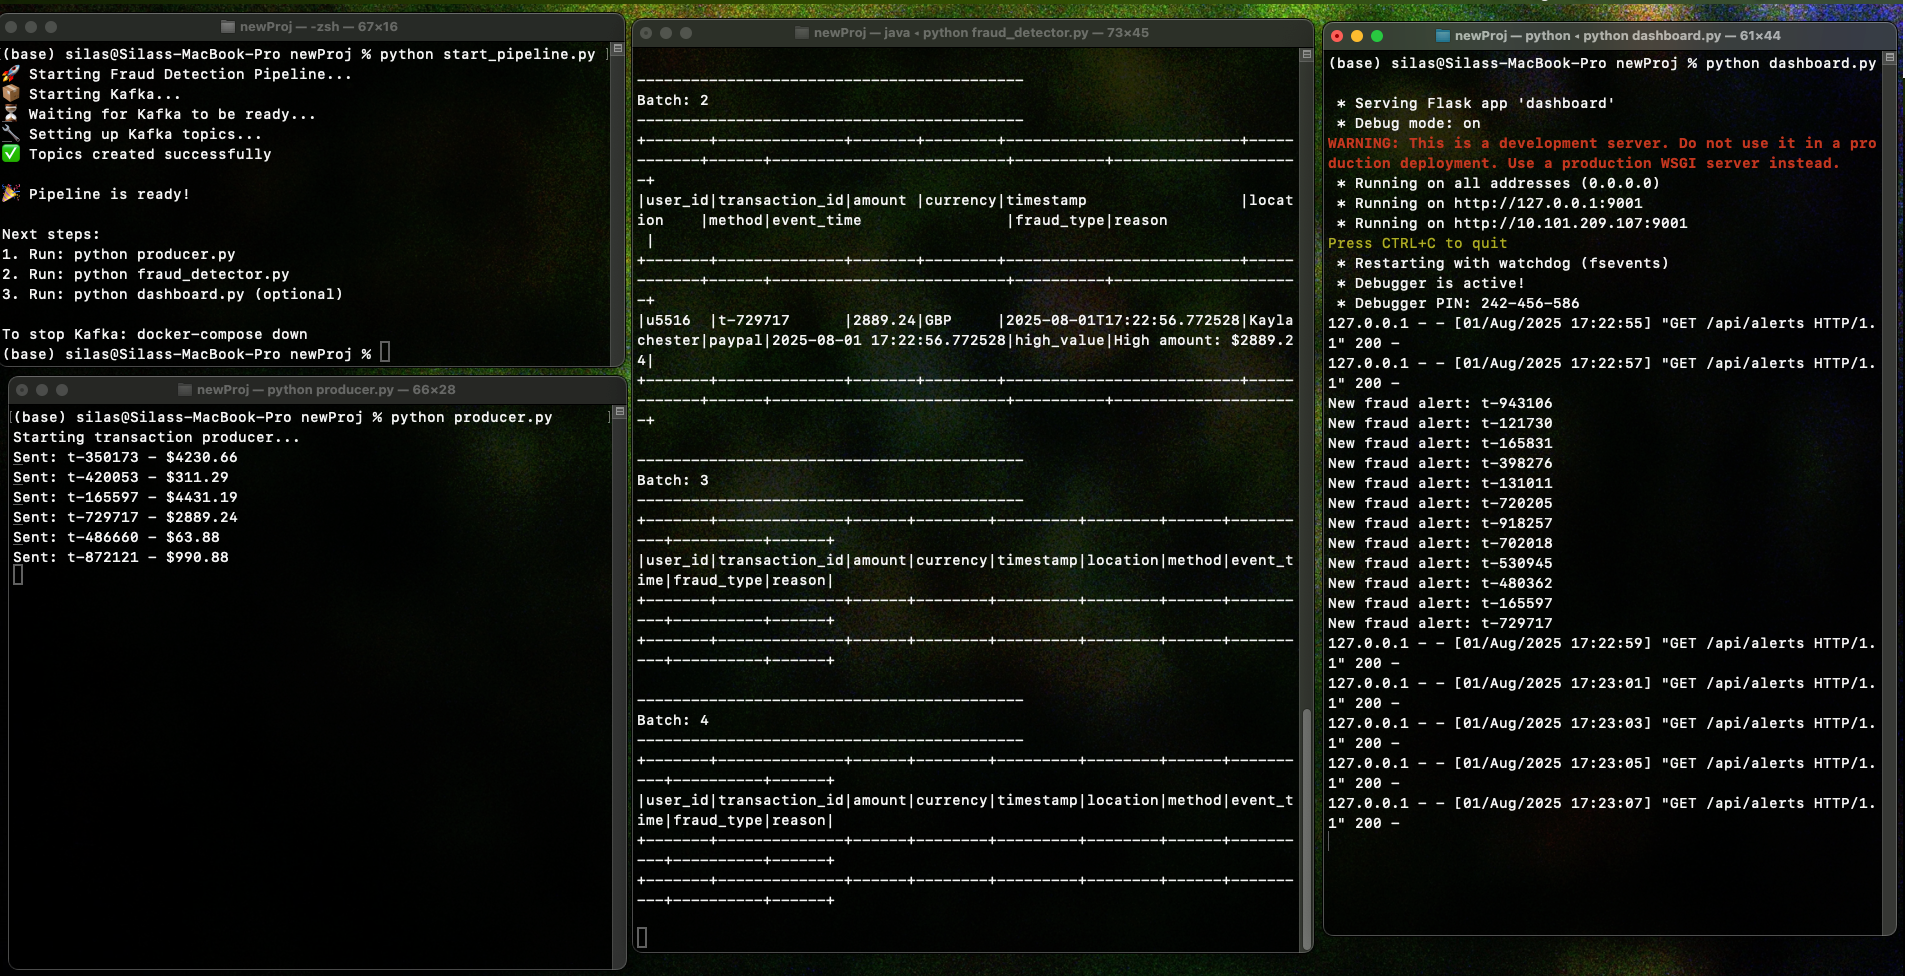 newProj — -zsh — 67×16
(base) silas@Silass-MacBook-Pro newProj % python start_pipeline.py
🚀 Starting Fraud Detection Pipeline...
📦 Starting Kafka...
⏳ Waiting for Kafka to be ready...
🔧 Setting up Kafka topics...
✅ Topics created successfully
🎉 Pipeline is ready!
Next steps:
1. Run: python producer.py
2. Run: python fraud_detector.py
3. Run: python dashboard.py (optional)
To stop Kafka: docker-compose down
(base) silas@Silass-MacBook-Pro newProj %
newProj — python producer.py — 66×28
(base) silas@Silass-MacBook-Pro newProj % python producer.py
Starting transaction producer...
Sent: t-350173 - $4230.66
Sent: t-420053 - $311.29
Sent: t-165597 - $4431.19
Sent: t-729717 - $2889.24
Sent: t-486660 - $63.88
Sent: t-872121 - $990.88
newProj — java ◂ python fraud_detector.py — 73×45
-------------------------------------------
Batch: 2
-------------------------------------------
+-------+--------------+-------+--------+--------------------------+-----
-------+------+--------------------------+----------+--------------------
-+
|user_id|transaction_id|amount |currency|timestamp                 |locat
ion    |method|event_time                |fraud_type|reason
 |
+-------+--------------+-------+--------+--------------------------+-----
-------+------+--------------------------+----------+--------------------
-+
|u5516  |t-729717      |2889.24|GBP     |2025-08-01T17:22:56.772528|Kayla
chester|paypal|2025-08-01 17:22:56.772528|high_value|High amount: $2889.2
4|
+-------+--------------+-------+--------+--------------------------+-----
-------+------+--------------------------+----------+--------------------
-+
-------------------------------------------
Batch: 3
-------------------------------------------
+-------+--------------+------+--------+---------+--------+------+-------
---+----------+------+
|user_id|transaction_id|amount|currency|timestamp|location|method|event_t
ime|fraud_type|reason|
+-------+--------------+------+--------+---------+--------+------+-------
---+----------+------+
+-------+--------------+------+--------+---------+--------+------+-------
---+----------+------+
-------------------------------------------
Batch: 4
-------------------------------------------
+-------+--------------+------+--------+---------+--------+------+-------
---+----------+------+
|user_id|transaction_id|amount|currency|timestamp|location|method|event_t
ime|fraud_type|reason|
+-------+--------------+------+--------+---------+--------+------+-------
---+----------+------+
+-------+--------------+------+--------+---------+--------+------+-------
---+----------+------+
newProj — python ◂ python dashboard.py — 61×44
(base) silas@Silass-MacBook-Pro newProj % python dashboard.py
 * Serving Flask app 'dashboard'
 * Debug mode: on
WARNING: This is a development server. Do not use it in a pro
duction deployment. Use a production WSGI server instead.
 * Running on all addresses (0.0.0.0)
 * Running on http://127.0.0.1:9001
 * Running on http://10.101.209.107:9001
Press CTRL+C to quit
 * Restarting with watchdog (fsevents)
 * Debugger is active!
 * Debugger PIN: 242-456-586
127.0.0.1 - - [01/Aug/2025 17:22:55] "GET /api/alerts HTTP/1.
1" 200 -
127.0.0.1 - - [01/Aug/2025 17:22:57] "GET /api/alerts HTTP/1.
1" 200 -
New fraud alert: t-943106
New fraud alert: t-121730
New fraud alert: t-165831
New fraud alert: t-398276
New fraud alert: t-131011
New fraud alert: t-720205
New fraud alert: t-918257
New fraud alert: t-702018
New fraud alert: t-530945
New fraud alert: t-480362
New fraud alert: t-165597
New fraud alert: t-729717
127.0.0.1 - - [01/Aug/2025 17:22:59] "GET /api/alerts HTTP/1.
1" 200 -
127.0.0.1 - - [01/Aug/2025 17:23:01] "GET /api/alerts HTTP/1.
1" 200 -
127.0.0.1 - - [01/Aug/2025 17:23:03] "GET /api/alerts HTTP/1.
1" 200 -
127.0.0.1 - - [01/Aug/2025 17:23:05] "GET /api/alerts HTTP/1.
1" 200 -
127.0.0.1 - - [01/Aug/2025 17:23:07] "GET /api/alerts HTTP/1.
1" 200 -